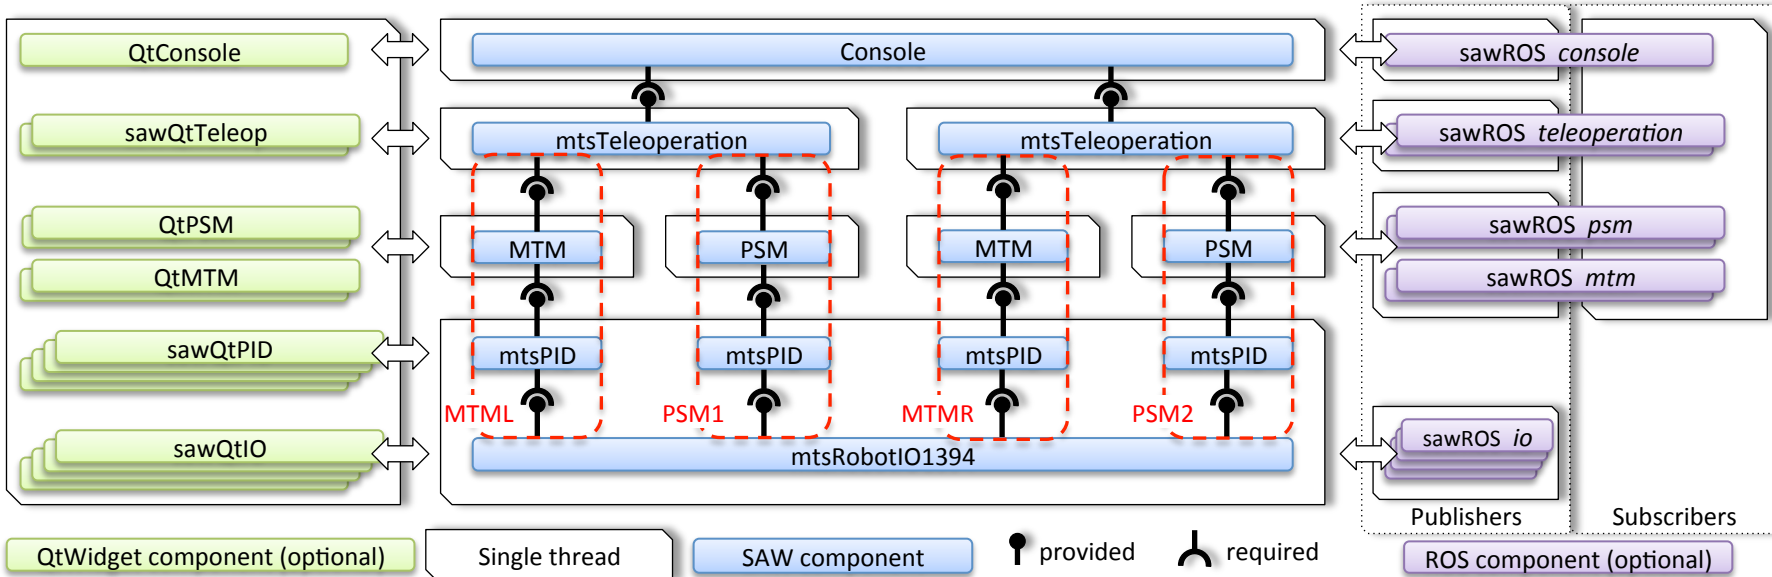 QtConsole
Console
sawROS console
sawQtTeleop
mtsTeleoperation
mtsTeleoperation
sawROS teleoperation
QtPSM
QtMTM
MTM
PSM
MTM
PSM
sawROS psm
sawROS mtm
sawQtPID
mtsPID
mtsPID
mtsPID
mtsPID
MTML
PSM1
MTMR
PSM2
sawQtIO
mtsRobotIO1394
sawROS io
Publishers
Subscribers
QtWidget component (optional)
Single thread
SAW component
provided
required
ROS component (optional)